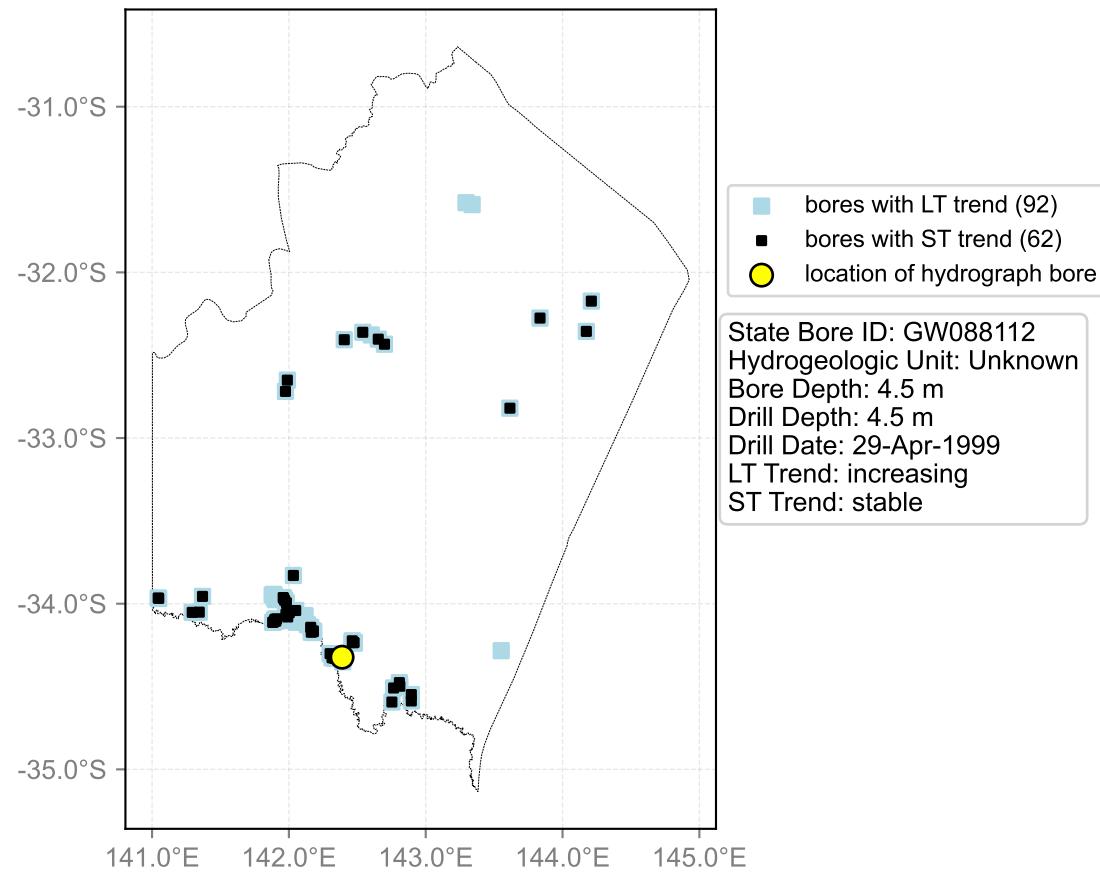 -31.0°S
-32.0°S
-33.0°S
-34.0°S
-35.0°S
141.0°E 142.0°E 143.0°E 144.0°E 145.0°E
bores with LT trend (92)
bores with ST trend (62)
location of hydrograph bore
State Bore ID: GW088112
Hydrogeologic Unit: Unknown
Bore Depth: 4.5 m
Drill Depth: 4.5 m
Drill Date: 29-Apr-1999
LT Trend: increasing
ST Trend: stable